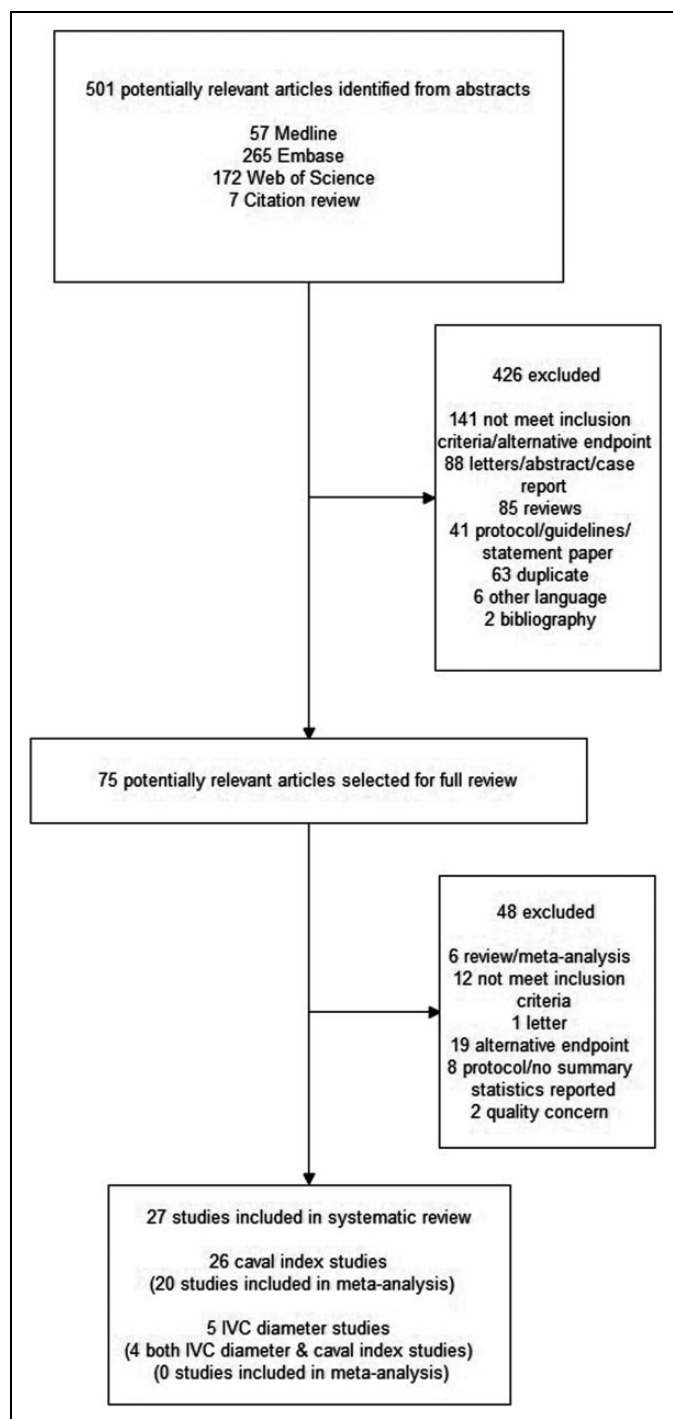 501 potentially relevant articles identified from abstracts
57 Medline
265 Embase
172 Web of Science
7 Citation review
426 excluded
141 not meet inclusion
criteria/alternative endpoint
88 letters/abstract/case
report
85 reviews
41 protocol/guidelines/
statement paper
63 duplicate
6 other language
2 bibliography
75 potentially relevant articles selected for full review
48 excluded
6 review/meta-analysis
12 not meet inclusion
criteria
1 letter
19 alternative endpoint
8 protocol/no summary
statistics reported
2 quality concern
27 studies included in systematic review
26 caval index studies
(20 studies included in meta-analysis)
5 IVC diameter studies
(4 both IVC diameter & caval index studies)
(0 studies included in meta-analysis)